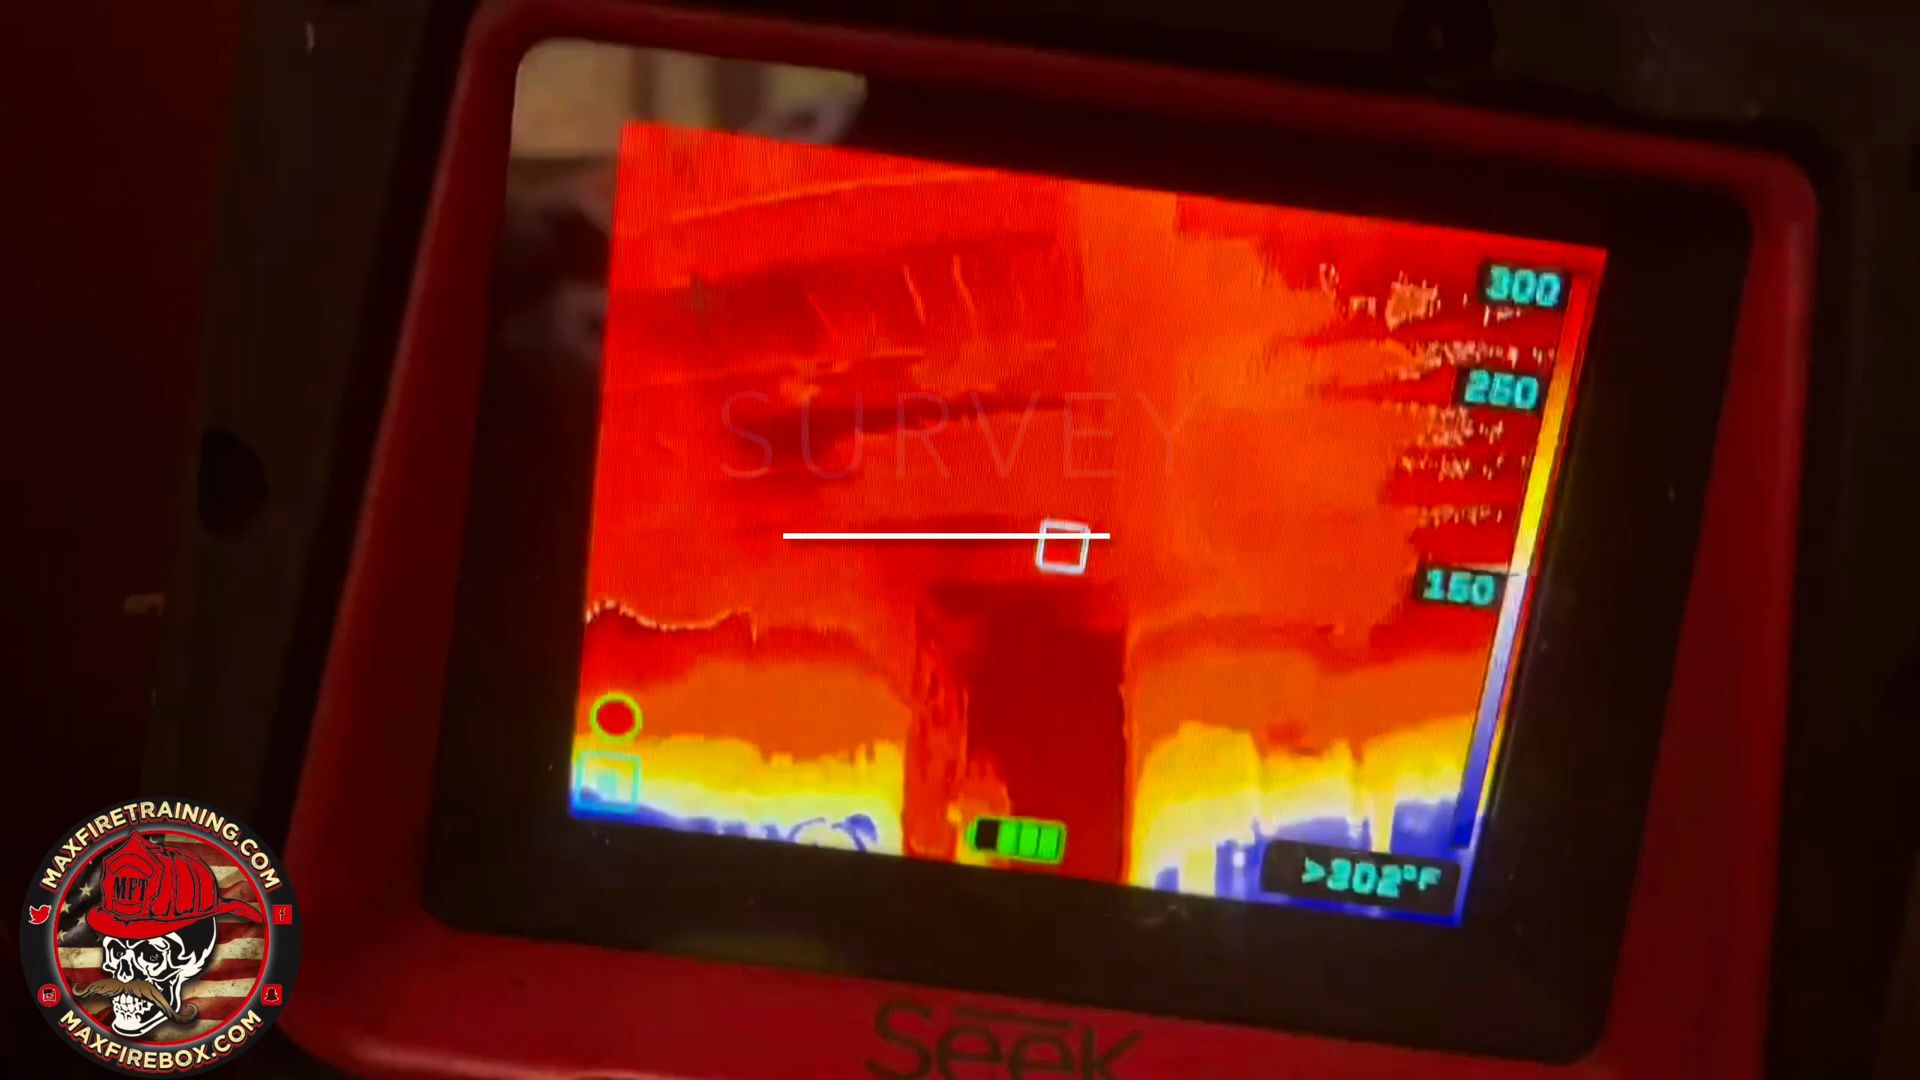 300
250
SURVEY
150
>302°F
MAXFIRETRAINING.COM
MFT
MAXFIREBOX.COM
Seek